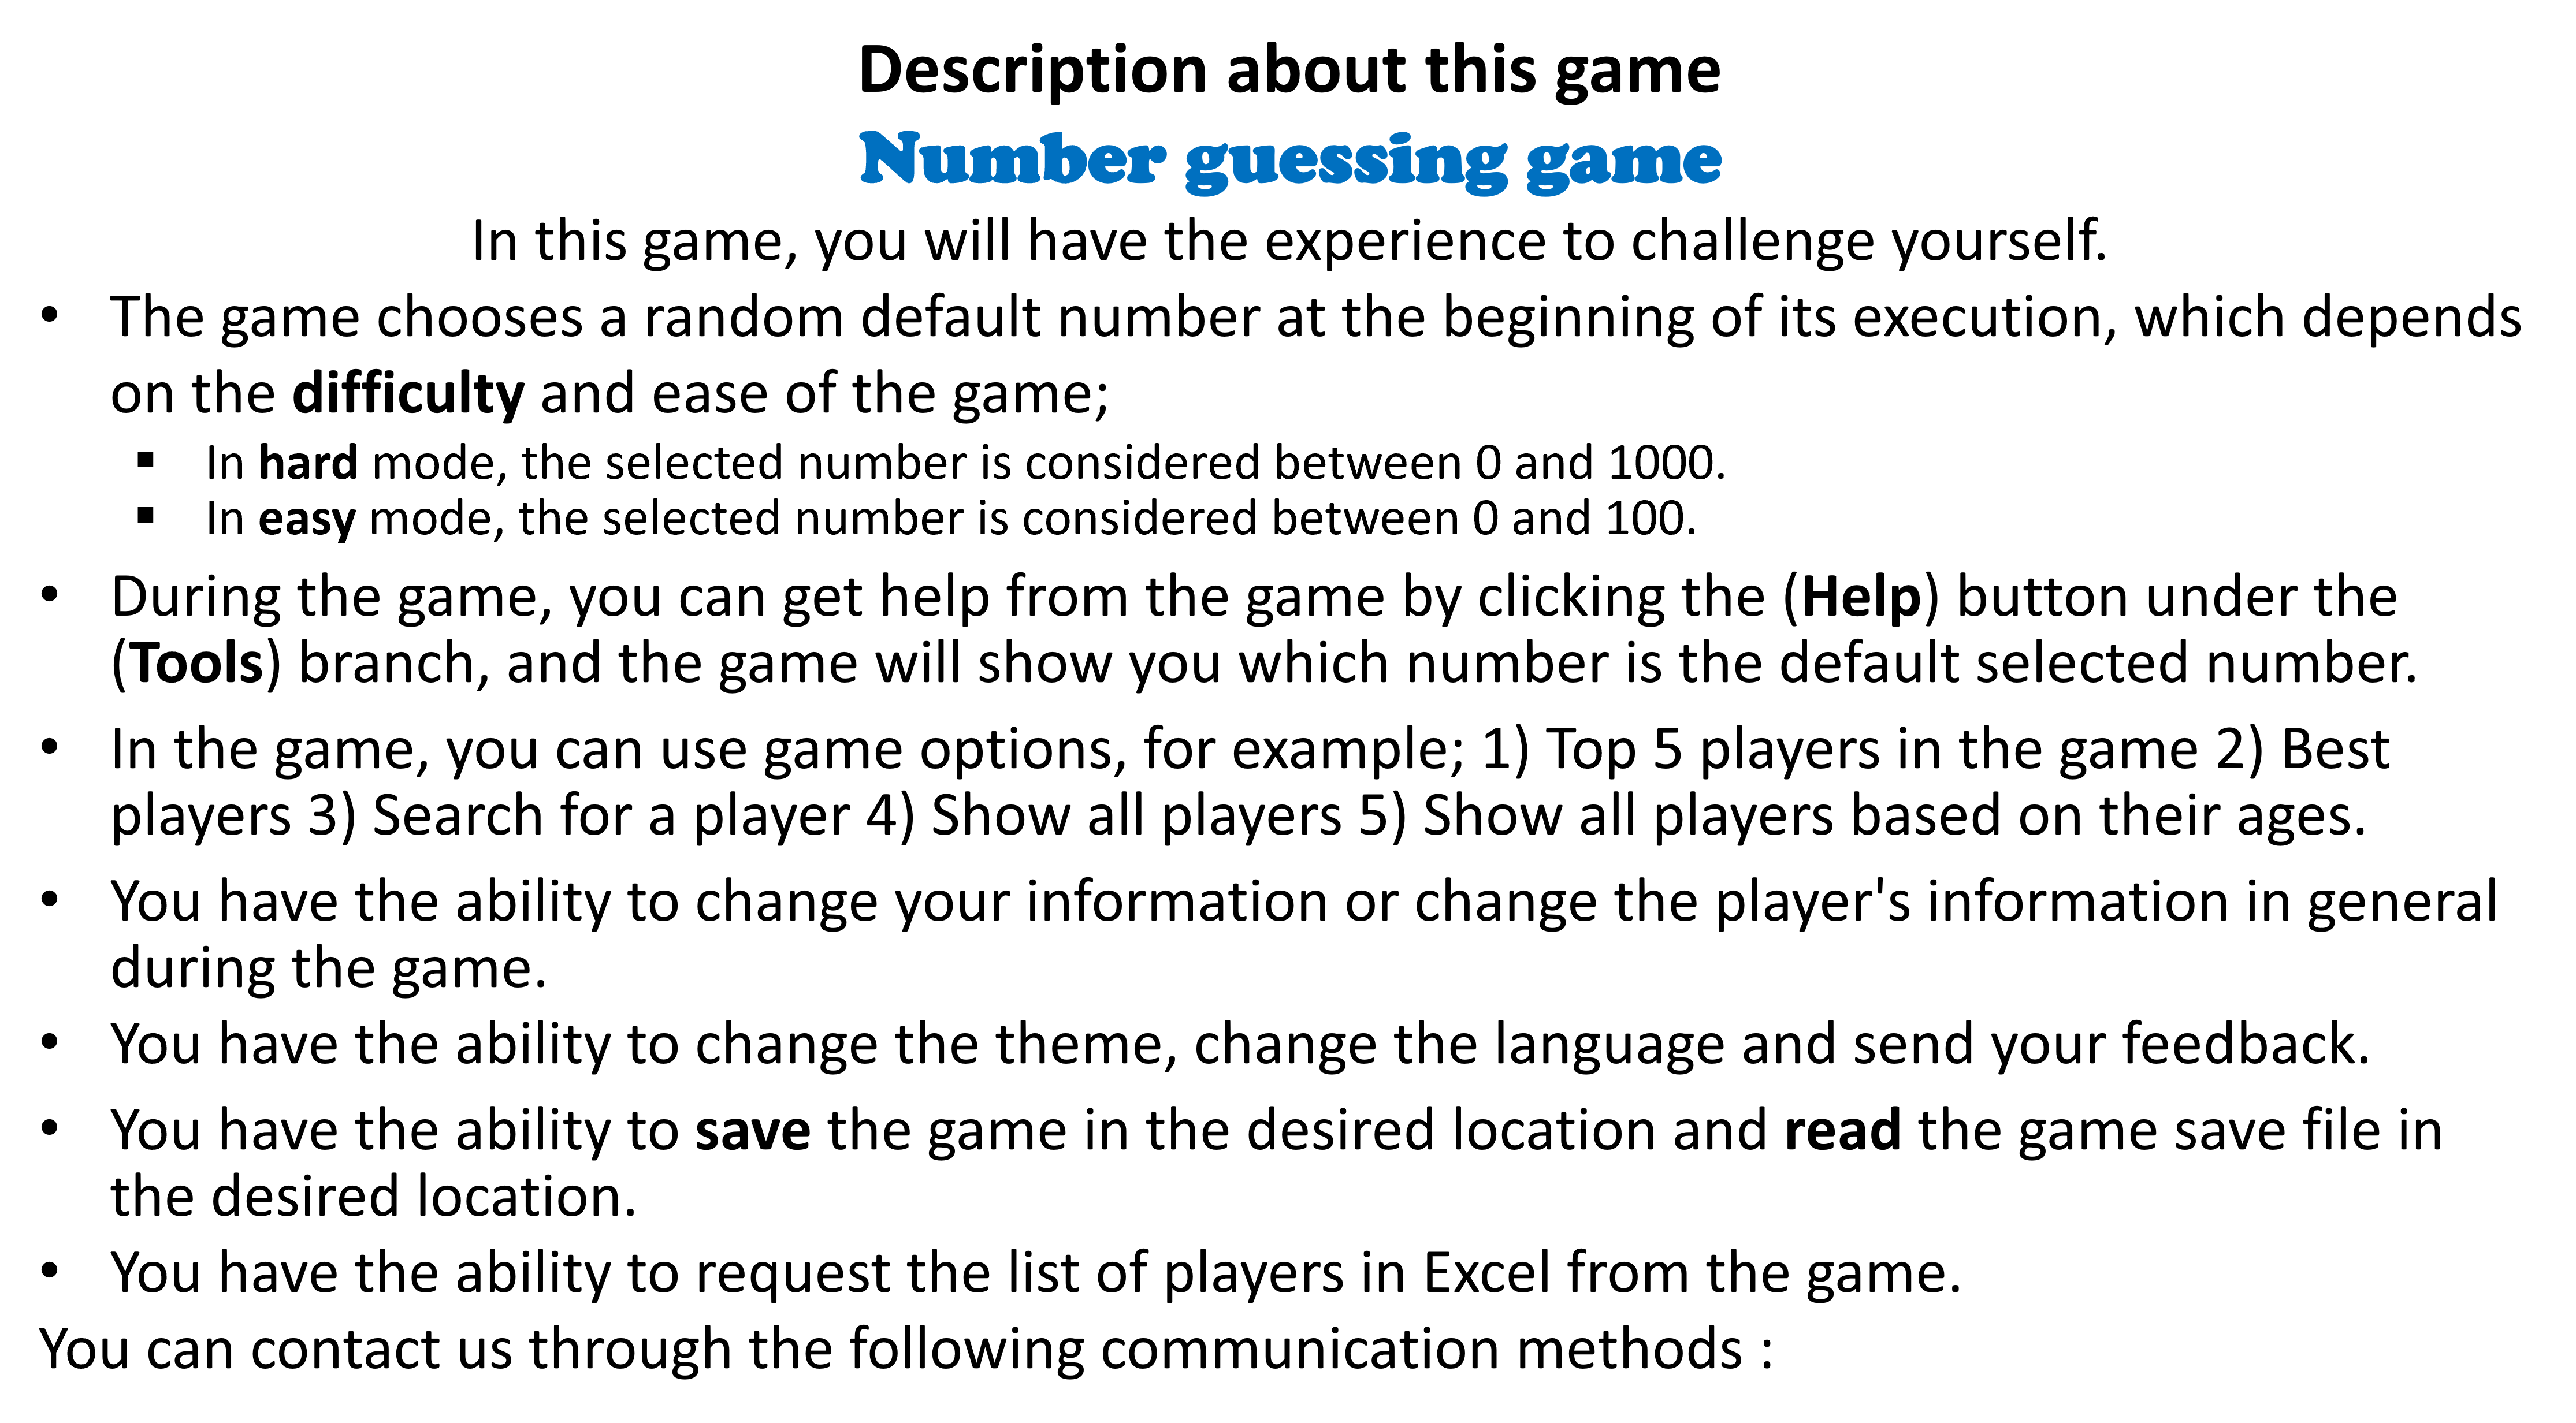 Description about this game
Number guessing game
In this game, you will have the experience to challenge yourself.
• The game chooses a random default number at the beginning of its execution, which depends
on the difficulty and ease of the game;
▪ In hard mode, the selected number is considered between 0 and 1000.
▪ In easy mode, the selected number is considered between 0 and 100.
• During the game, you can get help from the game by clicking the (Help) button under the
(Tools) branch, and the game will show you which number is the default selected number.
• In the game, you can use game options, for example; 1) Top 5 players in the game 2) Best
players 3) Search for a player 4) Show all players 5) Show all players based on their ages.
• You have the ability to change your information or change the player's information in general
during the game.
• You have the ability to change the theme, change the language and send your feedback.
• You have the ability to save the game in the desired location and read the game save file in
the desired location.
• You have the ability to request the list of players in Excel from the game.
You can contact us through the following communication methods :